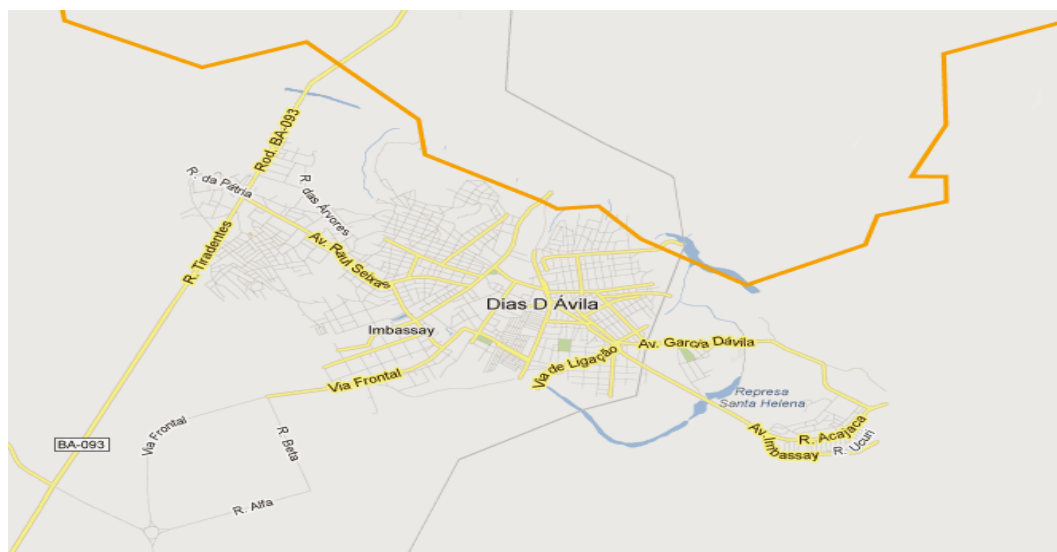 Rod. BA-093
R. da Pátria
R. das Árvores
R. Tiradentes
Av. Raul Seixas
Dias D Ávila
Imbassay
Av. Garcia Dávila
Via de Ligação
Via Frontal
Represa
Santa Helena
Via Frontal
R. Beta
BA-093
Av. Imbassay
R. Acajaca
R. Ucuri
R. Alfa